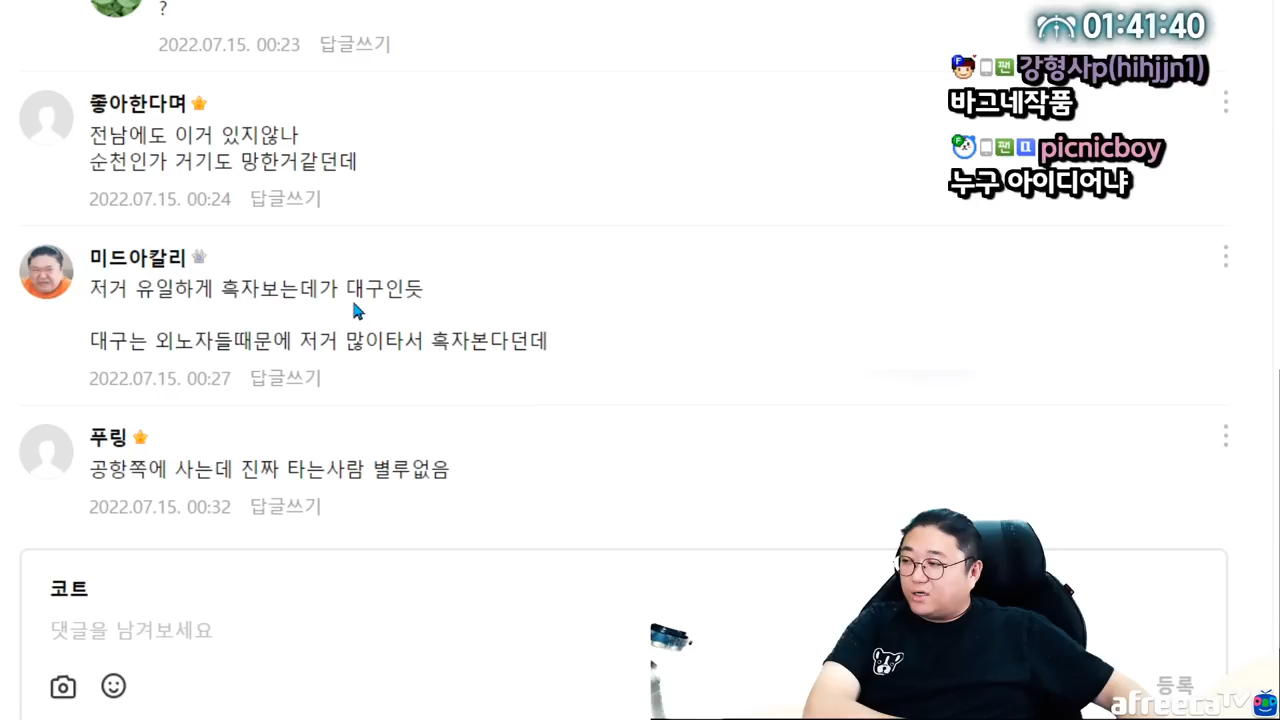 ?
2022.07.15. 00:23 답글쓰기
01:41:40
강형사p(hihjjn1)
바그네작품
picnicboy
누구 아이디어냐
좋아한다며
전남에도 이거 있지않나
순천인가 거기도 망한거같던데
2022.07.15. 00:24 답글쓰기
미드아칼리
저거 유일하게 흑자보는데가 대구인듯
대구는 외노자들때문에 저거 많이타서 흑자본다던데
2022.07.15. 00:27 답글쓰기
푸링
공항쪽에 사는데 진짜 타는사람 별루없음
2022.07.15. 00:32 답글쓰기
코트
댓글을 남겨보세요
등록
afreecaTV